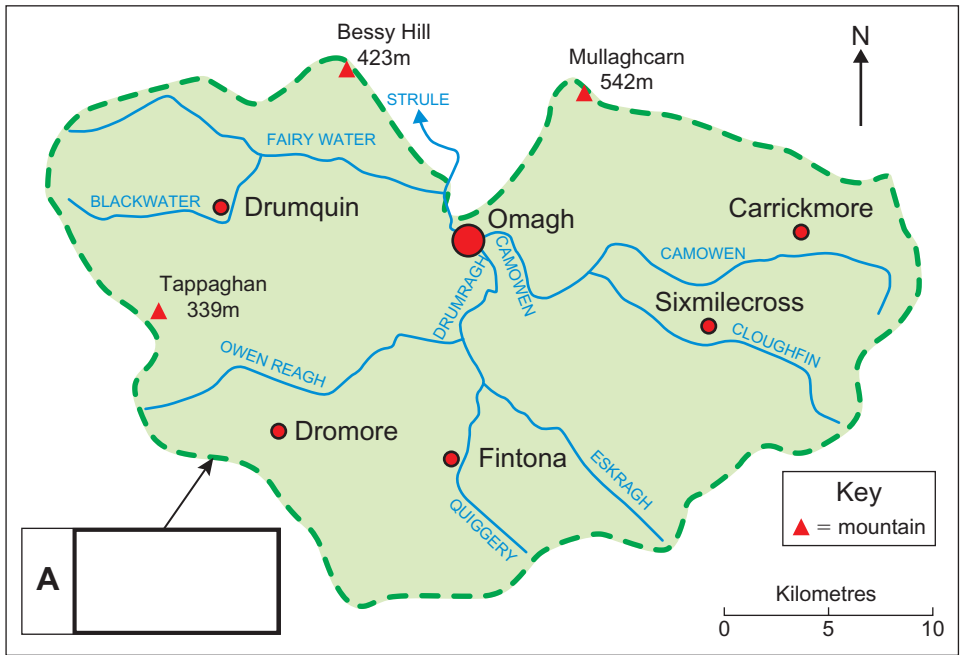 Bessy Hill
423m
Mullaghcarn
542m
N
STRULE
FAIRY WATER
BLACKWATER
Drumquin
Omagh
Carrickmore
CAMOWEN
CAMOWEN
Tappaghan
339m
DRUMRAGH
Sixmilecross
CLOUGHFIN
OWEN REAGH
Dromore
Fintona
ESKRAGH
QUIGGERY
Key
= mountain
A
Kilometres
0 5 10